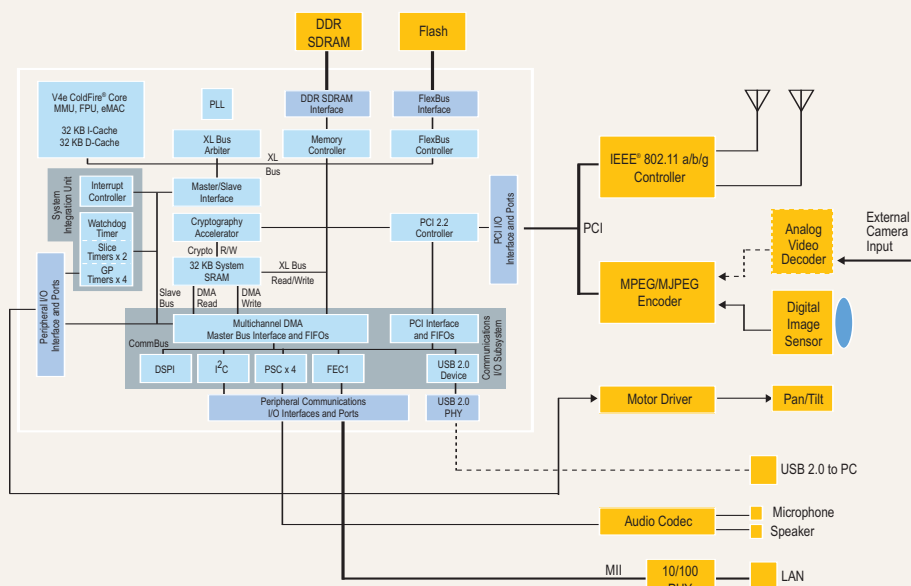 DDR
SDRAM
Flash
V4e ColdFire® Core
MMU, FPU, eMAC
32 KB I-Cache
32 KB D-Cache
PLL
DDR SDRAM
Interface
FlexBus
Interface
XL Bus
Arbiter
Memory
Controller
FlexBus
Controller
XL
Bus
IEEE® 802.11 a/b/g
Controller
System
Integration Unit
Interrupt
Controller
Master/Slave
Interface
Watchdog
Timer
Slice
Timers x 2
GP
Timers x 4
Cryptography
Accelerator
PCI 2.2
Controller
PCI I/O
Interface and Ports
PCI
Analog
Video
Decoder
External
Camera
Input
Crypto
R/W
32 KB System
SRAM
XL Bus
Read/Write
MPEG/MJPEG
Encoder
Digital
Image
Sensor
Peripheral I/O
Interface and Ports
Slave
Bus
DMA
Read
DMA
Write
Multichannel DMA
Master Bus Interface and FIFOs
PCI Interface
and FIFOs
Communications
I/O Subsystem
CommBus
DSPI
I2C
PSC x 4
FEC1
USB 2.0
Device
Peripheral Communications
I/O Interfaces and Ports
USB 2.0
PHY
Motor Driver
Pan/Tilt
USB 2.0 to PC
Audio Codec
Microphone
Speaker
MII
10/100
PHY
LAN